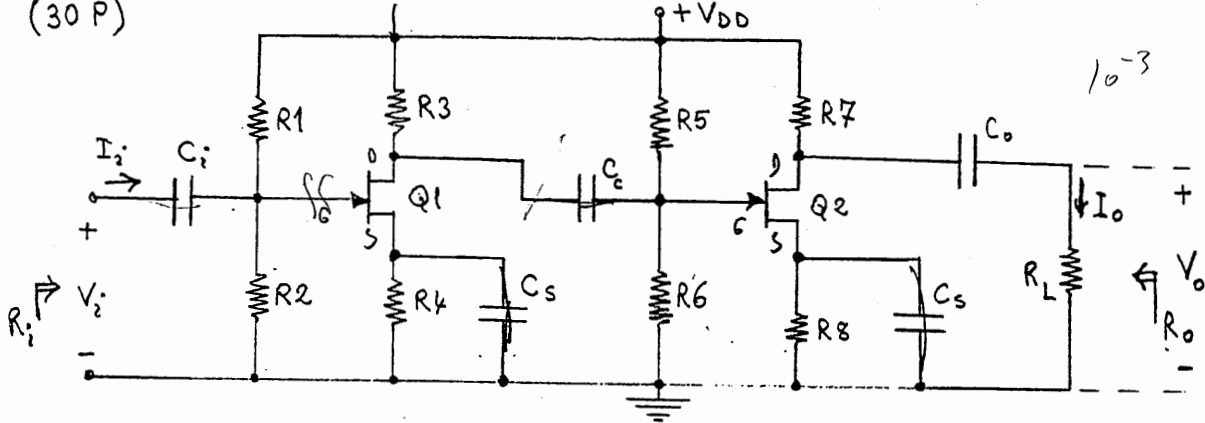 (30 P)
+ VDD
10^-3
R1
R3
R5
R7
Co
Ii
Ci
D
Q1
Cc
D
Q2
Io
+
G
S
G
S
+
Vi
R2
R4
Cs
R6
R8
Cs
RL
Vo
Ri
Ro
-
-